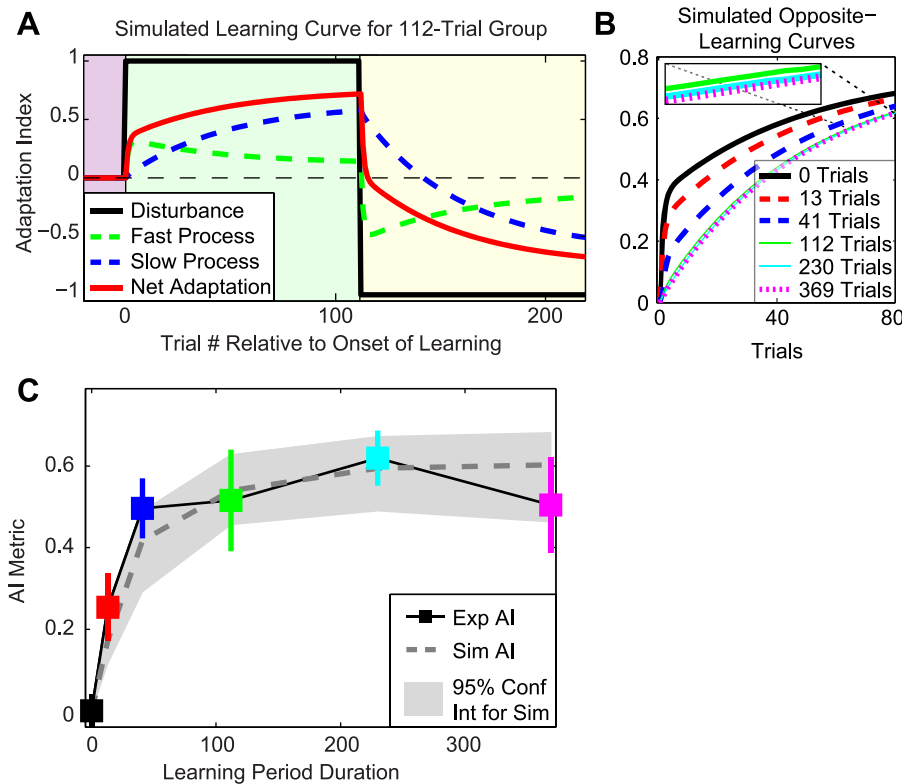 A
Simulated Learning Curve for 112-Trial Group
1
0.5
0
−0.5
−1
Adaptation Index
Disturbance
Fast Process
Slow Process
Net Adaptation
0
100
200
Trial # Relative to Onset of Learning
B
Simulated Opposite−
Learning Curves
0.8
0.6
0.4
0.2
0
0 Trials
13 Trials
41 Trials
112 Trials
230 Trials
369 Trials
0
40
80
Trials
C
0.6
0.4
0.2
0
AI Metric
Exp AI
Sim AI
95% Conf
Int for Sim
0
100
200
300
Learning Period Duration